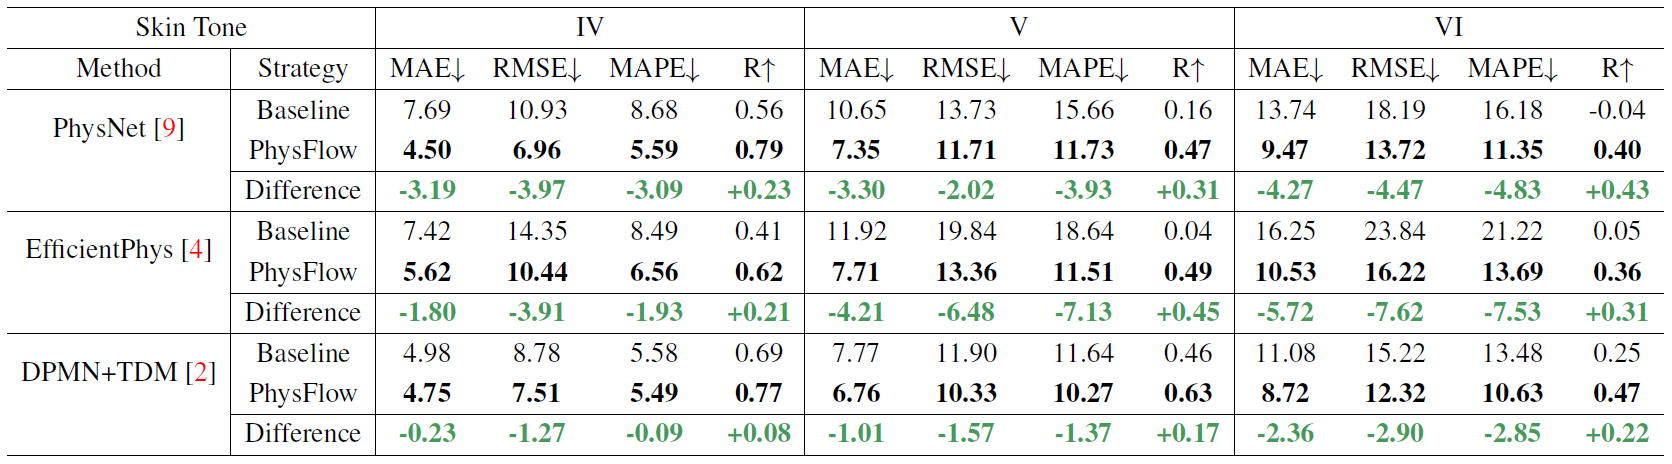 Skin Tone IV V VI
Method Strategy MAE↓ RMSE↓ MAPE↓ R↑ MAE↓ RMSE↓ MAPE↓ R↑ MAE↓ RMSE↓ MAPE↓ R↑
PhysNet [9] Baseline 7.69 10.93 8.68 0.56 10.65 13.73 15.66 0.16 13.74 18.19 16.18 -0.04
PhysFlow 4.50 6.96 5.59 0.79 7.35 11.71 11.73 0.47 9.47 13.72 11.35 0.40
Difference -3.19 -3.97 -3.09 +0.23 -3.30 -2.02 -3.93 +0.31 -4.27 -4.47 -4.83 +0.43
EfficientPhys [4] Baseline 7.42 14.35 8.49 0.41 11.92 19.84 18.64 0.04 16.25 23.84 21.22 0.05
PhysFlow 5.62 10.44 6.56 0.62 7.71 13.36 11.51 0.49 10.53 16.22 13.69 0.36
Difference -1.80 -3.91 -1.93 +0.21 -4.21 -6.48 -7.13 +0.45 -5.72 -7.62 -7.53 +0.31
DPMN+TDM [2] Baseline 4.98 8.78 5.58 0.69 7.77 11.90 11.64 0.46 11.08 15.22 13.48 0.25
PhysFlow 4.75 7.51 5.49 0.77 6.76 10.33 10.27 0.63 8.72 12.32 10.63 0.47
Difference -0.23 -1.27 -0.09 +0.08 -1.01 -1.57 -1.37 +0.17 -2.36 -2.90 -2.85 +0.22